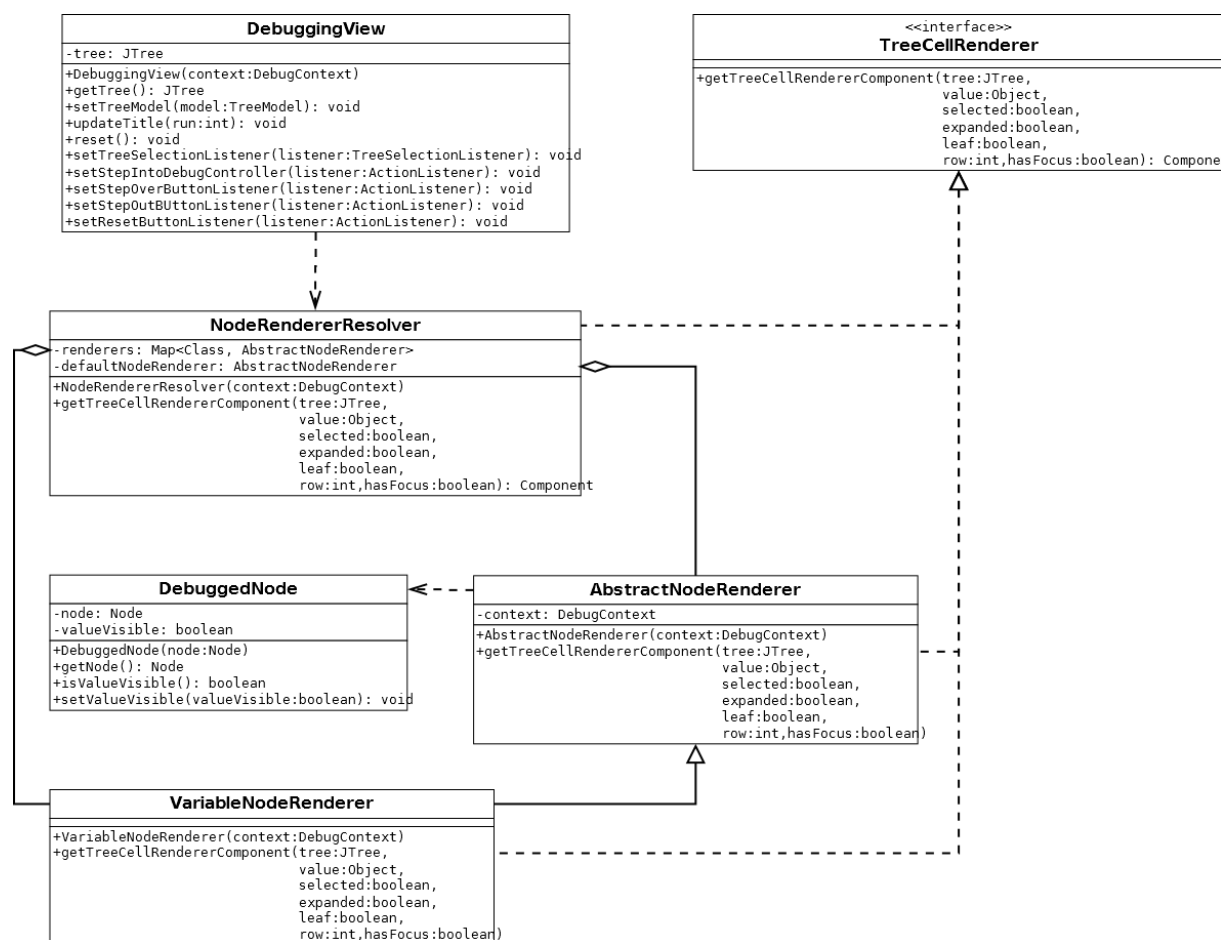 DebuggingView
-tree: JTree
+DebuggingView(context:DebugContext)
+getTree(): JTree
+setTreeModel(model:TreeModel): void
+updateTitle(run:int): void
+reset(): void
+setTreeSelectionListener(listener:TreeSelectionListener): void
+setStepIntoDebugController(listener:ActionListener): void
+setStepOverButtonListener(listener:ActionListener): void
+setStepOutBUttonListener(listener:ActionListener): void
+setResetButtonListener(listener:ActionListener): void
<<interface>>
TreeCellRenderer
+getTreeCellRendererComponent(tree:JTree,
value:Object,
selected:boolean,
expanded:boolean,
leaf:boolean,
row:int,hasFocus:boolean): Compone
NodeRendererResolver
-renderers: Map<Class, AbstractNodeRenderer>
-defaultNodeRenderer: AbstractNodeRenderer
+NodeRendererResolver(context:DebugContext)
+getTreeCellRendererComponent(tree:JTree,
value:Object,
selected:boolean,
expanded:boolean,
leaf:boolean,
row:int,hasFocus:boolean): Component
DebuggedNode
-node: Node
-valueVisible: boolean
+DebuggedNode(node:Node)
+getNode(): Node
+isValueVisible(): boolean
+setValueVisible(valueVisible:boolean): void
AbstractNodeRenderer
-context: DebugContext
+AbstractNodeRenderer(context:DebugContext)
+getTreeCellRendererComponent(tree:JTree,
value:Object,
selected:boolean,
expanded:boolean,
leaf:boolean,
row:int,hasFocus:boolean)
VariableNodeRenderer
+VariableNodeRenderer(context:DebugContext)
+getTreeCellRendererComponent(tree:JTree,
value:Object,
selected:boolean,
expanded:boolean,
leaf:boolean,
row:int,hasFocus:boolean)